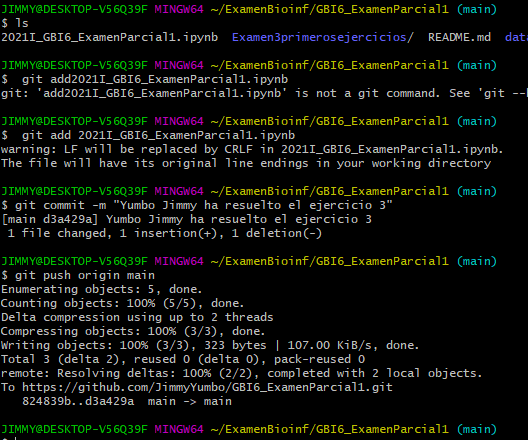 JIMMY@DESKTOP-V56Q39F MINGW64 ~/ExamenBioinf/GBI6_ExamenParcial1 (main)
$ ls
2021I_GBI6_ExamenParcial1.ipynb  Examen3primerosejercicios/  README.md  data
JIMMY@DESKTOP-V56Q39F MINGW64 ~/ExamenBioinf/GBI6_ExamenParcial1 (main)
$  git add2021I_GBI6_ExamenParcial1.ipynb
git: 'add2021I_GBI6_ExamenParcial1.ipynb' is not a git command. See 'git --
JIMMY@DESKTOP-V56Q39F MINGW64 ~/ExamenBioinf/GBI6_ExamenParcial1 (main)
$  git add 2021I_GBI6_ExamenParcial1.ipynb
warning: LF will be replaced by CRLF in 2021I_GBI6_ExamenParcial1.ipynb.
The file will have its original line endings in your working directory
JIMMY@DESKTOP-V56Q39F MINGW64 ~/ExamenBioinf/GBI6_ExamenParcial1 (main)
$ git commit -m "Yumbo Jimmy ha resuelto el ejercicio 3"
[main d3a429a] Yumbo Jimmy ha resuelto el ejercicio 3
 1 file changed, 1 insertion(+), 1 deletion(-)
JIMMY@DESKTOP-V56Q39F MINGW64 ~/ExamenBioinf/GBI6_ExamenParcial1 (main)
$ git push origin main
Enumerating objects: 5, done.
Counting objects: 100% (5/5), done.
Delta compression using up to 2 threads
Compressing objects: 100% (3/3), done.
Writing objects: 100% (3/3), 323 bytes | 107.00 KiB/s, done.
Total 3 (delta 2), reused 0 (delta 0), pack-reused 0
remote: Resolving deltas: 100% (2/2), completed with 2 local objects.
To https://github.com/JimmyYumbo/GBI6_ExamenParcial1.git
   824839b..d3a429a  main -> main
JIMMY@DESKTOP-V56Q39F MINGW64 ~/ExamenBioinf/GBI6_ExamenParcial1 (main)